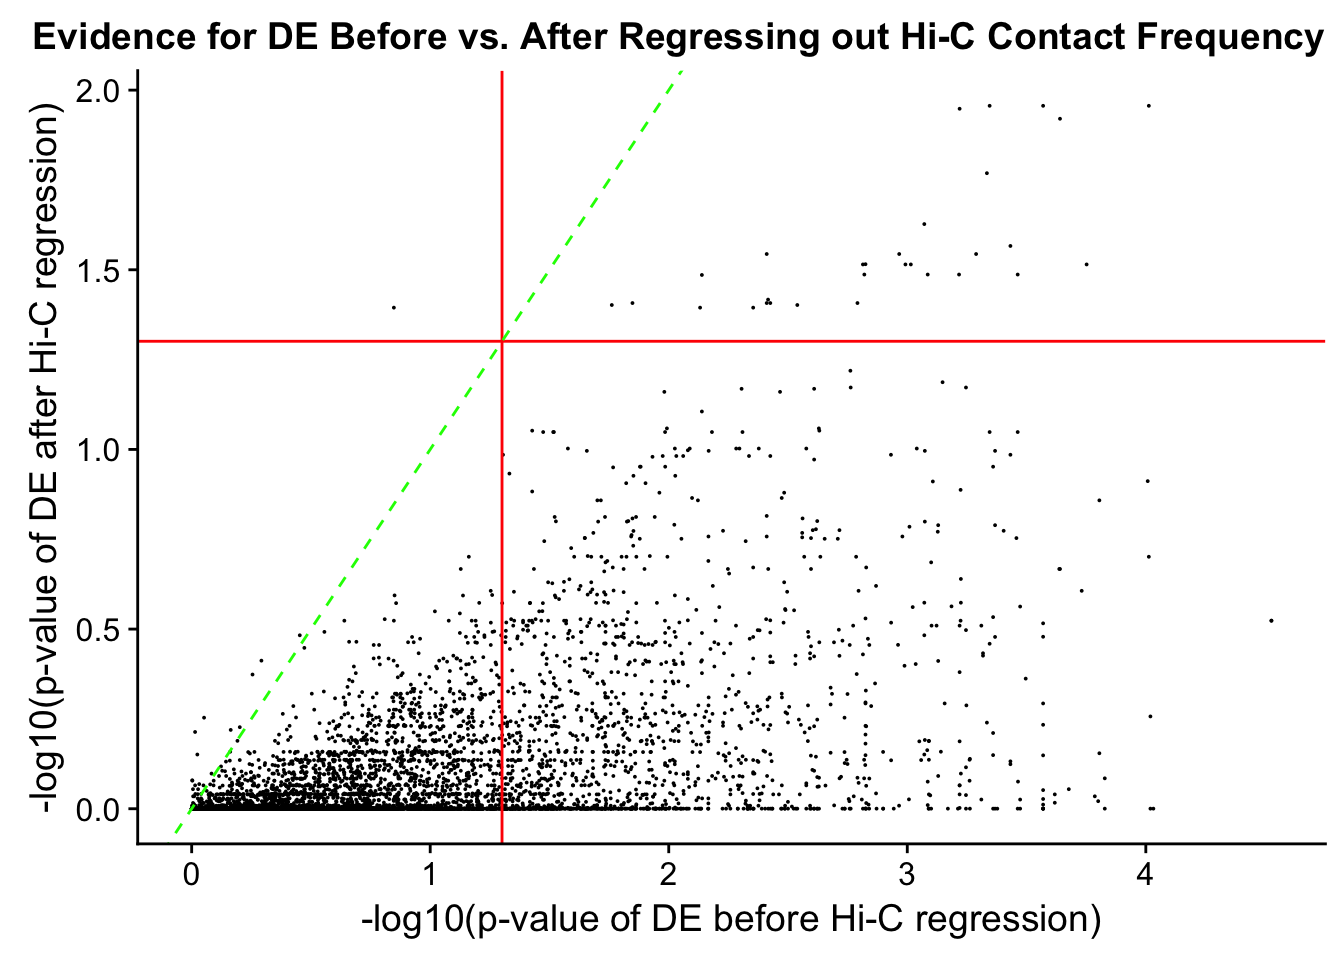 Evidence for DE Before vs. After Regressing out Hi-C Contact Frequency
-log10(p-value of DE after Hi-C regression)
2.0
1.5
1.0
0.5
0.0
0 1 2 3 4
-log10(p-value of DE before Hi-C regression)